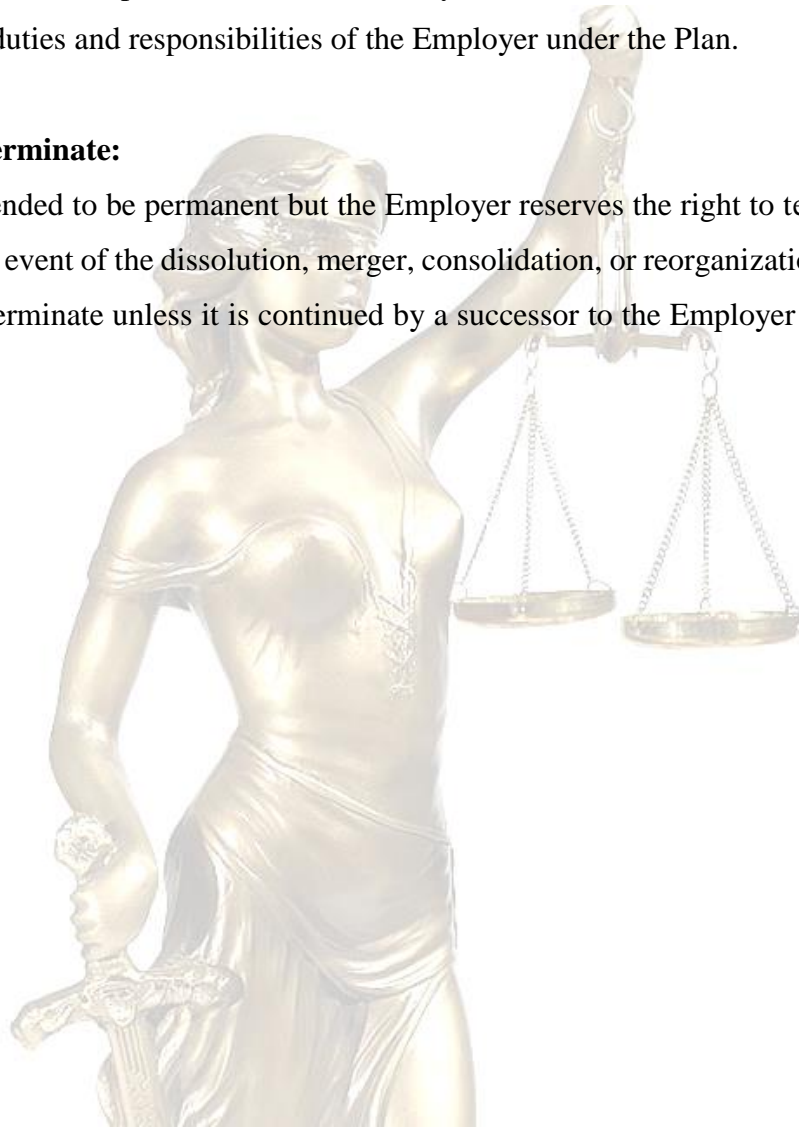 duties and responsibilities of the Employer under the Plan.
erminate:
ended to be permanent but the Employer reserves the right to te
event of the dissolution, merger, consolidation, or reorganizatio
erminate unless it is continued by a successor to the Employer